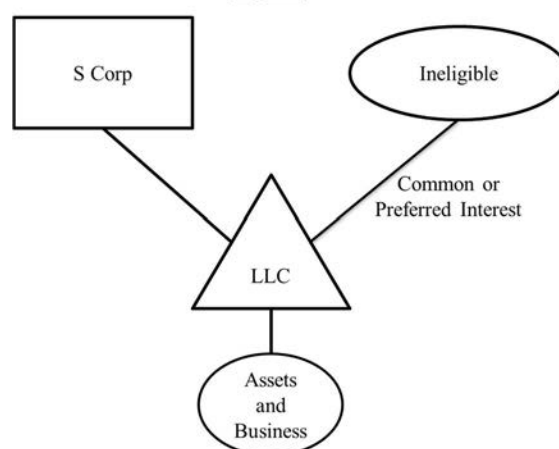 S Corp
Ineligible
Common or
Preferred Interest
LLC
Assets
and
Business